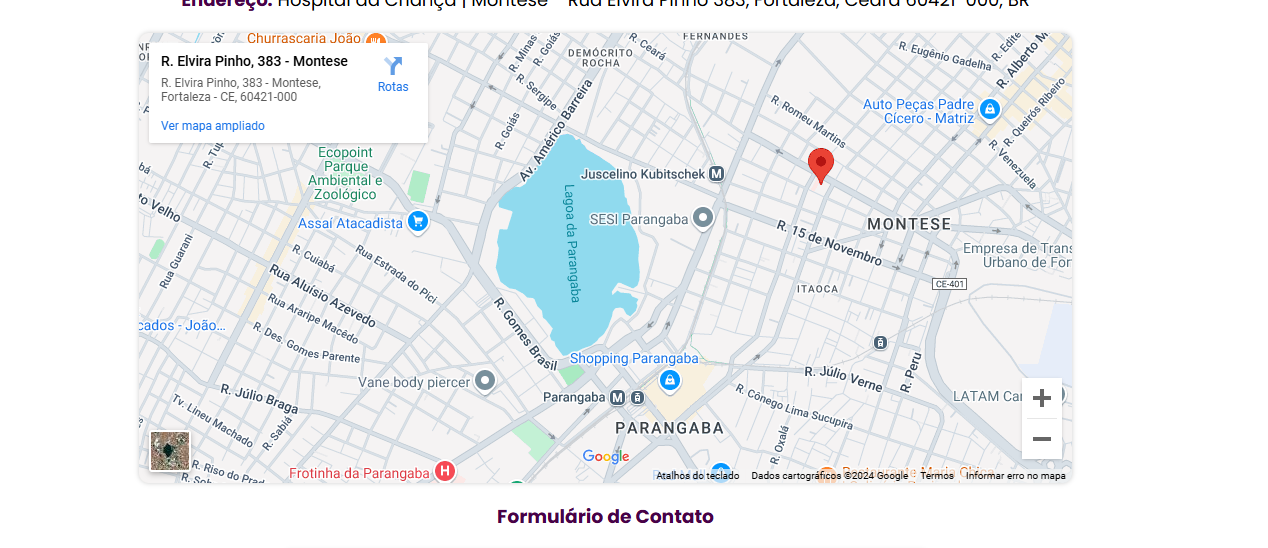 Endereço: Hospital da Criança | Montese - Rua Elvira Pinho 383, Fortaleza, Ceará 60421-000, BR
Churrascaria João
R. Elvira Pinho, 383 - Montese
R. Elvira Pinho, 383 - Montese,
Fortaleza - CE, 60421-000
Rotas
Ver mapa ampliado
DEMÓCRITO
ROCHA
FERNANDES
R. Ceará
R. Minas
R. Goiás
R. Sergipe
R. Goiás
Av. Américo Barreira
R. Eugênio Gadelha
R. Edite
R. Alberto
R. Queirós Ribeiro
R. Venezuela
Auto Peças Padre
Cícero - Matriz
R. Romeu Martins
Ecopoint
Parque
Ambiental e
Zoológico
Juscelino Kubitschek
Lagoa da Parangaba
SESI Parangaba
MONTESE
Assaí Atacadista
R. 15 de Novembro
Empresa de Trans
Urbano de For
CE-401
ITAOCA
Rua Guarani
R. Cuiabá
Rua Estrada do Pici
Rua Aluísio Azevedo
Rua Araripe Macêdo
R. Des. Gomes Parente
cados - João...
R. Gomes Brasil
Shopping Parangaba
Vane body piercer
Parangaba
R. Júlio Verne
R. Peru
R. Cônego Lima Sucupira
LATAM Car
R. Júlio Braga
Tv. Lineu Machado
R. Sabiá
R. Oxalá
PARANGABA
R. Riso do Prado
Frotinha da Parangaba
H
Google
Atalhos do teclado
Dados cartográficos ©2024 Google
Termos
Informar erro no mapa
Formulário de Contato